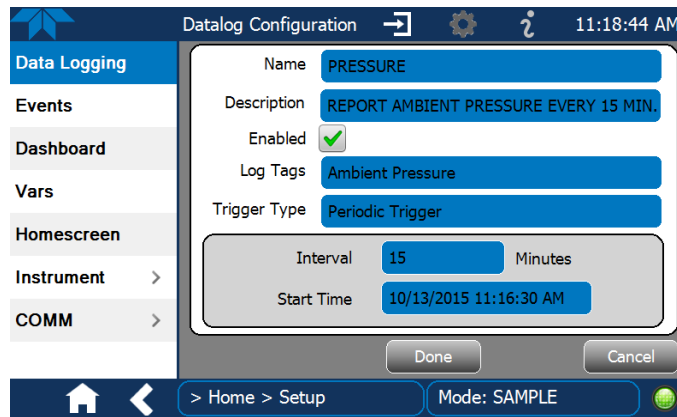 Datalog Configuration 11:18:44 AM
Data Logging
Events
Dashboard
Vars
Homescreen
Instrument >
COMM >
Name PRESSURE
Description REPORT AMBIENT PRESSURE EVERY 15 MIN.
Enabled
Log Tags Ambient Pressure
Trigger Type Periodic Trigger
Interval 15 Minutes
Start Time 10/13/2015 11:16:30 AM
Done Cancel
> Home > Setup Mode: SAMPLE